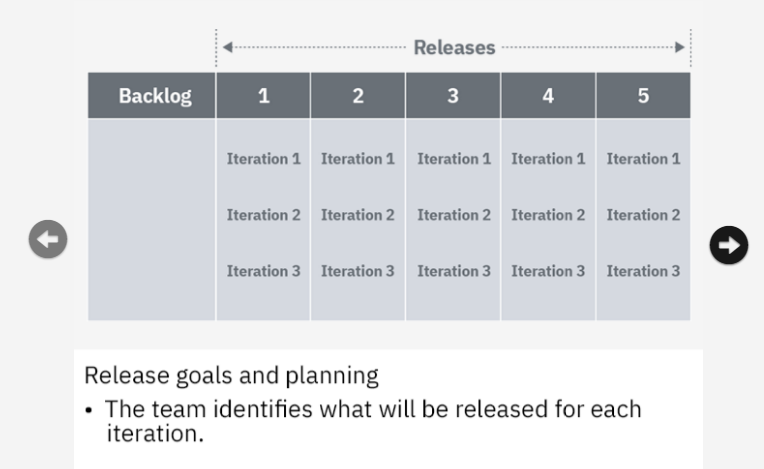 Releases
Backlog 1 2 3 4 5
Iteration 1 Iteration 1 Iteration 1 Iteration 1 Iteration 1
Iteration 2 Iteration 2 Iteration 2 Iteration 2 Iteration 2
Iteration 3 Iteration 3 Iteration 3 Iteration 3 Iteration 3
Release goals and planning
• The team identifies what will be released for each
iteration.